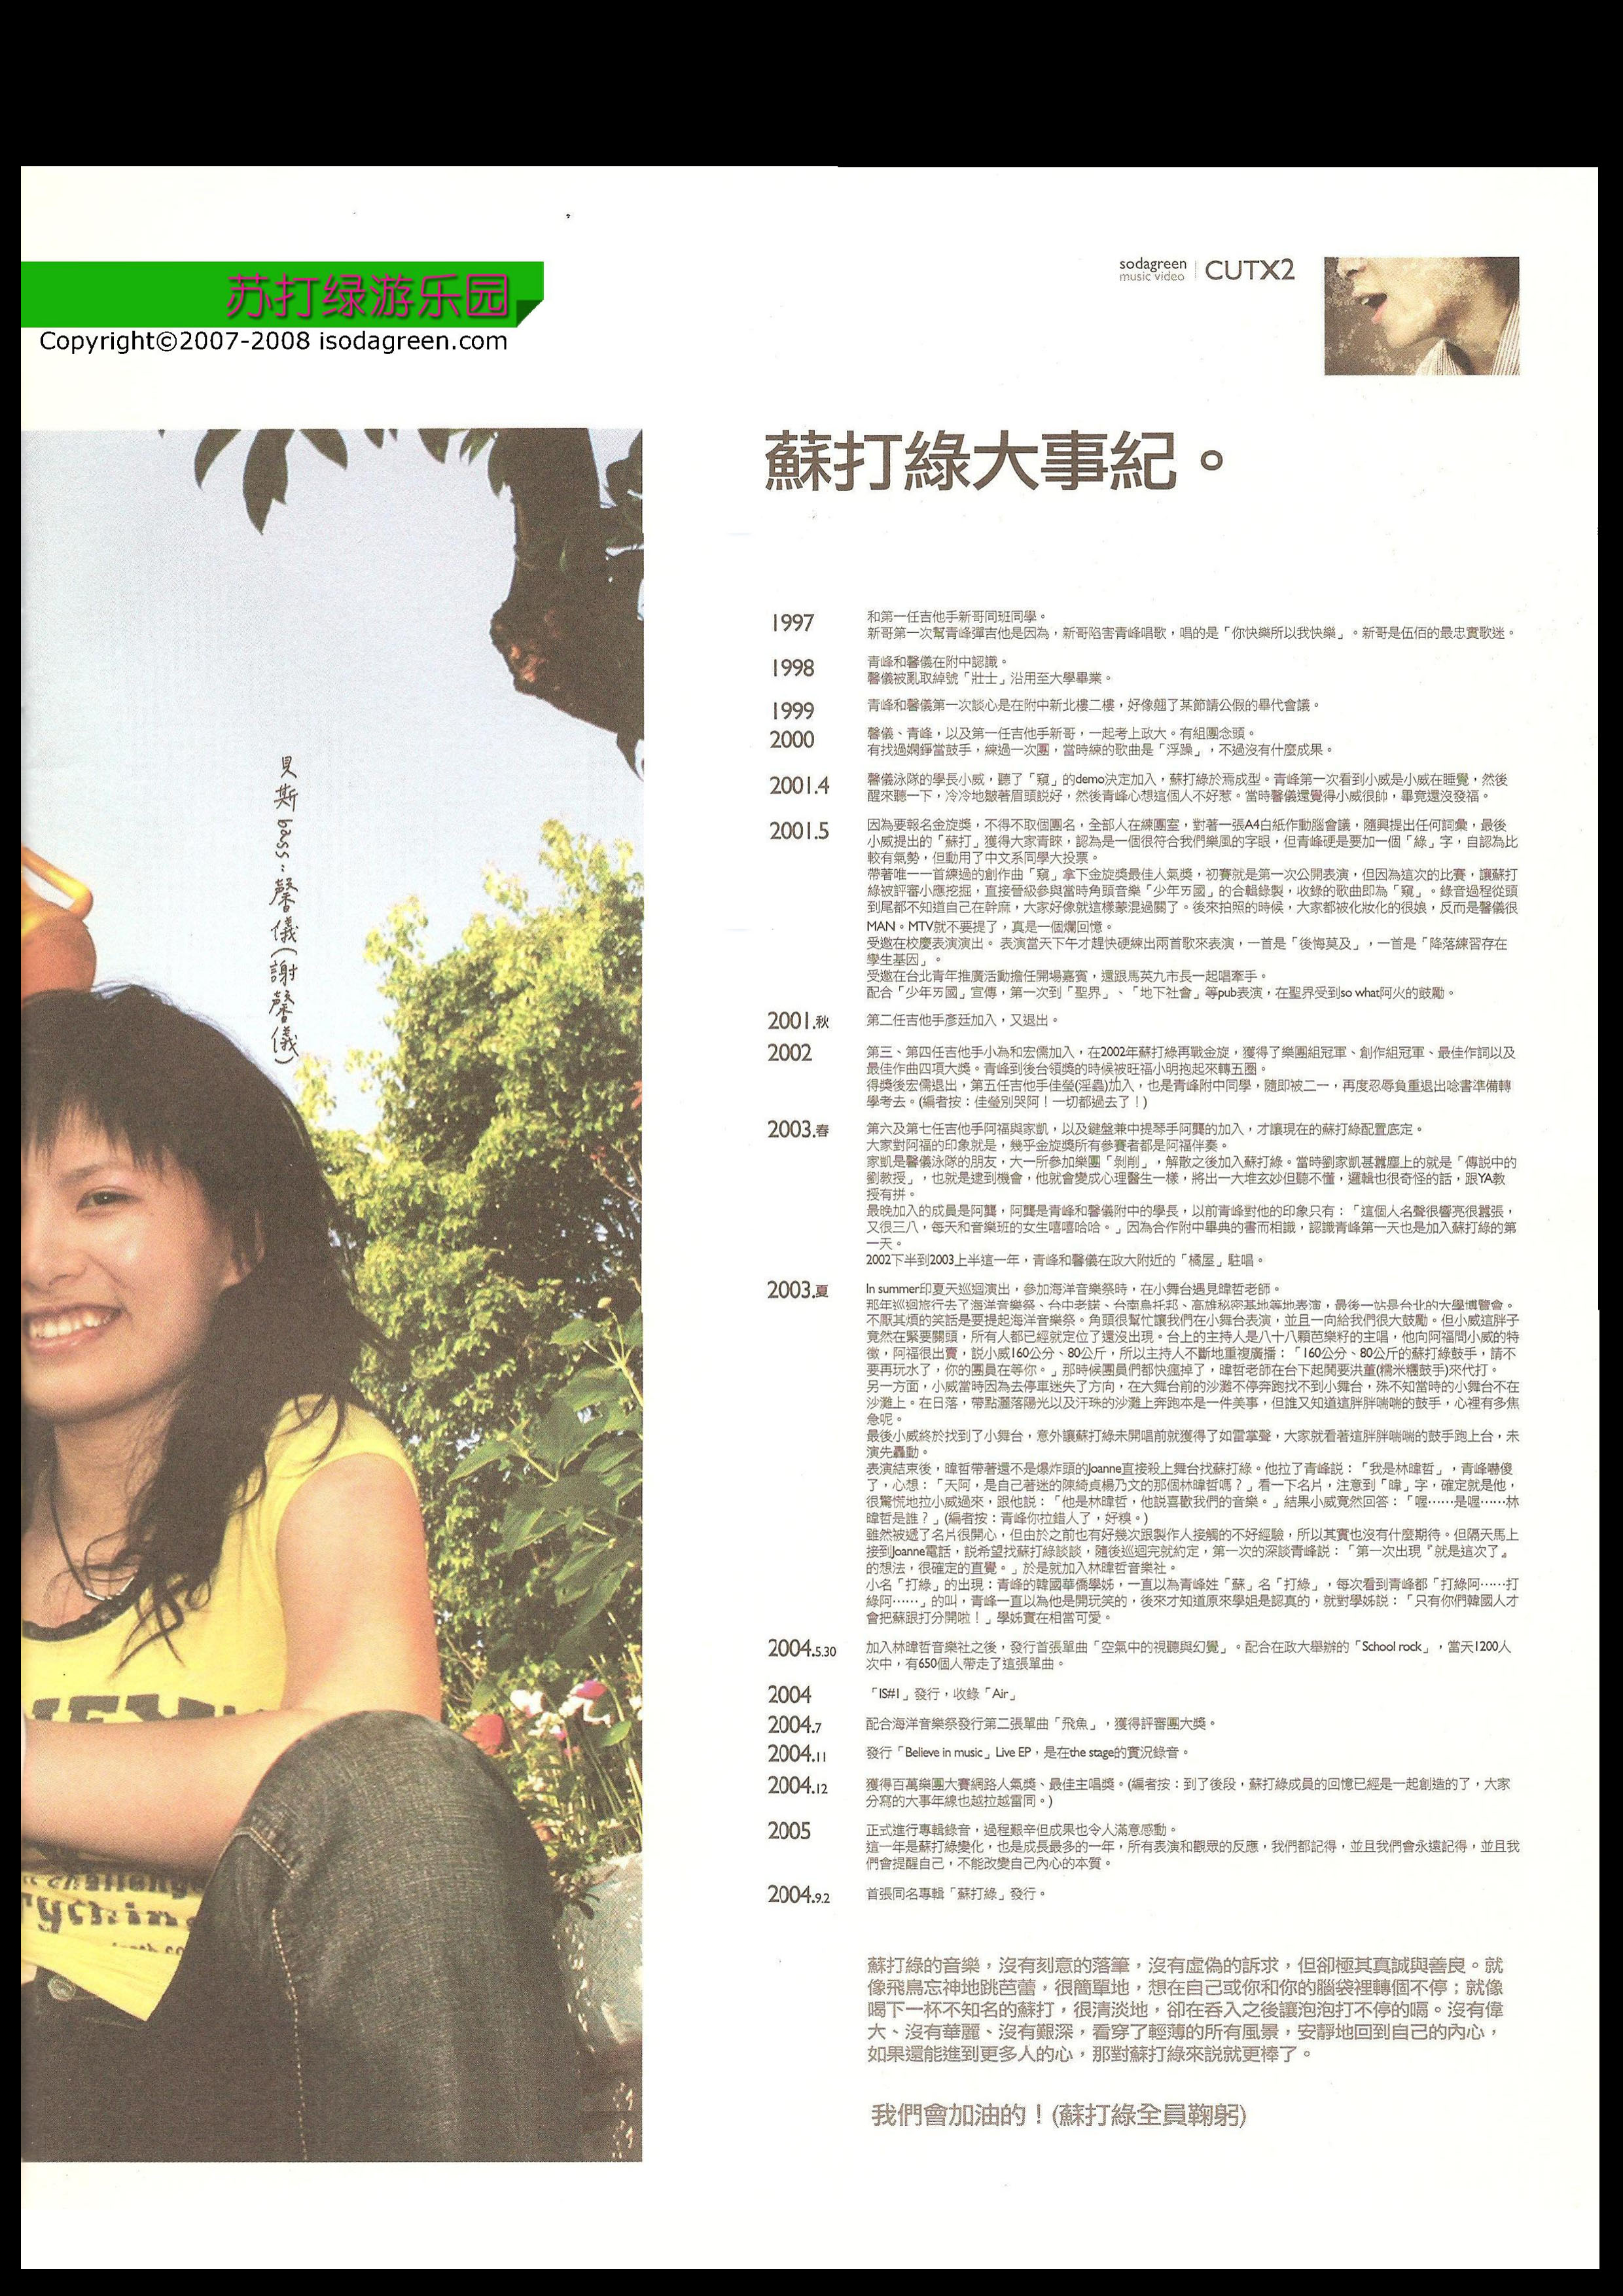 苏打绿游乐园
Copyright©2007-2008 isodagreen.com
sodagreen
music video
CUTX2
貝斯 bass：馨儀(謝馨儀)
蘇打綠大事紀。
1997
和第一任吉他手新哥同班同學。
新哥第一次幫青峰彈吉他是因為，新哥陷害青峰唱歌，唱的是「你快樂所以我快樂」。新哥是伍佰的最忠實歌迷。
1998
青峰和馨儀在附中認識。
馨儀被亂取綽號「壯士」沿用至大學畢業。
1999
青峰和馨儀第一次談心是在附中新北樓二樓，好像翹了某節請公假的畢代會議。
2000
馨儀、青峰，以及第一任吉他手新哥，一起考上政大。有組團念頭。
有找過嫻錚當鼓手，練過一次團，當時練的歌曲是「浮躁」，不過沒有什麼成果。
2001.4
馨儀泳隊的學長小威，聽了「窺」的demo決定加入，蘇打綠於焉成型。青峰第一次看到小威是小威在睡覺，然後
醒來聽一下，冷冷地皺著眉頭說好，然後青峰心想這個人不好惹。當時馨儀還覺得小威很帥，畢竟還沒發福。
2001.5
因為要報名金旋獎，不得不取個團名，全部人在練團室，對著一張A4白紙作動腦會議，隨興提出任何詞彙，最後
小威提出的「蘇打」獲得大家青睞，認為是一個很符合我們樂風的字眼，但青峰硬是要加一個「綠」字，自認為比
較有氣勢，但動用了中文系同學大投票。
帶著唯一一首練過的創作曲「窺」拿下金旋獎最佳人氣獎，初賽就是第一次公開表演，但因為這次的比賽，讓蘇打
綠被評審小應挖掘，直接晉級參與當時角頭音樂「少年ㄞ國」的合輯錄製，收錄的歌曲即為「窺」。錄音過程從頭
到尾都不知道自己在幹麻，大家好像就這樣蒙混過關了。後來拍照的時候，大家都被化妝化的很娘，反而是馨儀很
MAN。MTV就不要提了，真是一個爛回憶。
受邀在校慶表演演出。表演當天下午才趕快硬練出兩首歌來表演，一首是「後悔莫及」，一首是「降落練習存在
孿生基因」。
受邀在台北青年推廣活動擔任開場嘉賓，還跟馬英九市長一起唱牽手。
配合「少年ㄞ國」宣傳，第一次到「聖界」、「地下社會」等pub表演，在聖界受到so what阿火的鼓勵。
2001.秋
第二任吉他手彥廷加入，又退出。
2002
第三、第四任吉他手小為和宏儒加入，在2002年蘇打綠再戰金旋，獲得了樂團組冠軍、創作組冠軍、最佳作詞以及
最佳作曲四項大獎。青峰到後台領獎的時候被旺福小明抱起來轉五圈。
得獎後宏儒退出，第五任吉他手佳瑩(淫蟲)加入，也是青峰附中同學，隨即被二一，再度忍辱負重退出唸書準備轉
學考去。(編者按：佳瑩別哭阿！一切都過去了！)
2003.春
第六及第七任吉他手阿福與家凱，以及鍵盤兼中提琴手阿龔的加入，才讓現在的蘇打綠配置底定。
大家對阿福的印象就是，幾乎金旋獎所有參賽者都是阿福伴奏。
家凱是馨儀泳隊的朋友，大一所參加樂團「剝削」，解散之後加入蘇打綠。當時劉家凱甚囂塵上的就是「傳說中的
劉教授」，也就是逮到機會，他就會變成心理醫生一樣，將出一大堆玄妙但聽不懂，邏輯也很奇怪的話，跟YA教
授有拼。
最晚加入的成員是阿龔，阿龔是青峰和馨儀附中的學長，以前青峰對他的印象只有：「這個人名聲很響亮很囂張，
又很三八，每天和音樂班的女生嘻嘻哈哈。」因為合作附中畢典的書而相識，認識青峰第一天也是加入蘇打綠的第
一天。
2002下半到2003上半這一年，青峰和馨儀在政大附近的「橘屋」駐唱。
2003.夏
In summer印夏天巡迴演出，參加海洋音樂祭時，在小舞台遇見暐哲老師。
那年巡迴旅行去了海洋音樂祭、台中老諾、台南烏托邦、高雄秘密基地等地表演，最後一站是台北的大學博覽會。
不厭其煩的笑話是要提起海洋音樂祭。角頭很幫忙讓我們在小舞台表演，並且一向給我們很大鼓勵。但小威這胖子
竟然在緊要關頭，所有人都已經就定位了還沒出現。台上的主持人是八十八顆芭樂籽的主唱，他向阿福問小威的特
徵，阿福很出賣，說小威160公分、80公斤，所以主持人不斷地重複廣播：「160公分、80公斤的蘇打綠鼓手，請不
要再玩水了，你的團員在等你。」那時候團員們都快瘋掉了，暐哲老師在台下起鬨要洪董(糯米糰鼓手)來代打。
另一方面，小威當時因為去停車迷失了方向，在大舞台前的沙灘不停奔跑找不到小舞台，殊不知當時的小舞台不在
沙灘上。在日落，帶點灑落陽光以及汗珠的沙灘上奔跑本是一件美事，但誰又知道這胖胖喘喘的鼓手，心裡有多焦
急呢。
最後小威終於找到了小舞台，意外讓蘇打綠未開唱前就獲得了如雷掌聲，大家就看著這胖胖喘喘的鼓手跑上台，未
演先轟動。
表演結束後，暐哲帶著還不是爆炸頭的Joanne直接殺上舞台找蘇打綠。他拉了青峰說：「我是林暐哲」，青峰嚇傻
了，心想：「天阿，是自己著迷的陳綺貞楊乃文的那個林暐哲嗎？」看一下名片，注意到「暐」字，確定就是他，
很驚慌地拉小威過來，跟他說：「他是林暐哲，他說喜歡我們的音樂。」結果小威竟然回答：「喔……是喔……林
暐哲是誰？」(編者按：青峰你拉錯人了，好糗。)
雖然被遞了名片很開心，但由於之前也有好幾次跟製作人接觸的不好經驗，所以其實也沒有什麼期待。但隔天馬上
接到Joanne電話，說希望找蘇打綠談談，隨後巡迴完就約定，第一次的深談青峰說：「第一次出現『就是這次了』
的想法，很確定的直覺。」於是就加入林暐哲音樂社。
小名「打綠」的出現：青峰的韓國華僑學姊，一直以為青峰姓「蘇」名「打綠」，每次看到青峰都「打綠阿……打
綠阿……」的叫，青峰一直以為他是開玩笑的，後來才知道原來學姐是認真的，就對學姊說：「只有你們韓國人才
會把蘇跟打分開啦！」學姊實在相當可愛。
2004.5.30
加入林暐哲音樂社之後，發行首張單曲「空氣中的視聽與幻覺」。配合在政大舉辦的「School rock」，當天1200人
次中，有650個人帶走了這張單曲。
2004
「IS#1」發行，收錄「Air」
2004.7
配合海洋音樂祭發行第二張單曲「飛魚」，獲得評審團大獎。
2004.11
發行「Believe in music」Live EP，是在the stage的實況錄音。
2004.12
獲得百萬樂團大賽網路人氣獎、最佳主唱獎。(編者按：到了後段，蘇打綠成員的回憶已經是一起創造的了，大家
分寫的大事年線也越拉越雷同。)
2005
正式進行專輯錄音，過程艱辛但成果也令人滿意感動。
這一年是蘇打綠變化，也是成長最多的一年，所有表演和觀眾的反應，我們都記得，並且我們會永遠記得，並且我
們會提醒自己，不能改變自己內心的本質。
2004.9.2
首張同名專輯「蘇打綠」發行。
蘇打綠的音樂，沒有刻意的落筆，沒有虛偽的訴求，但卻極其真誠與善良。就
像飛鳥忘神地跳芭蕾，很簡單地，想在自己或你和你的腦袋裡轉個不停；就像
喝下一杯不知名的蘇打，很清淡地，卻在吞入之後讓泡泡打不停的嗝。沒有偉
大、沒有華麗、沒有艱深，看穿了輕薄的所有風景，安靜地回到自己的內心，
如果還能進到更多人的心，那對蘇打綠來說就更棒了。
我們會加油的！(蘇打綠全員鞠躬)